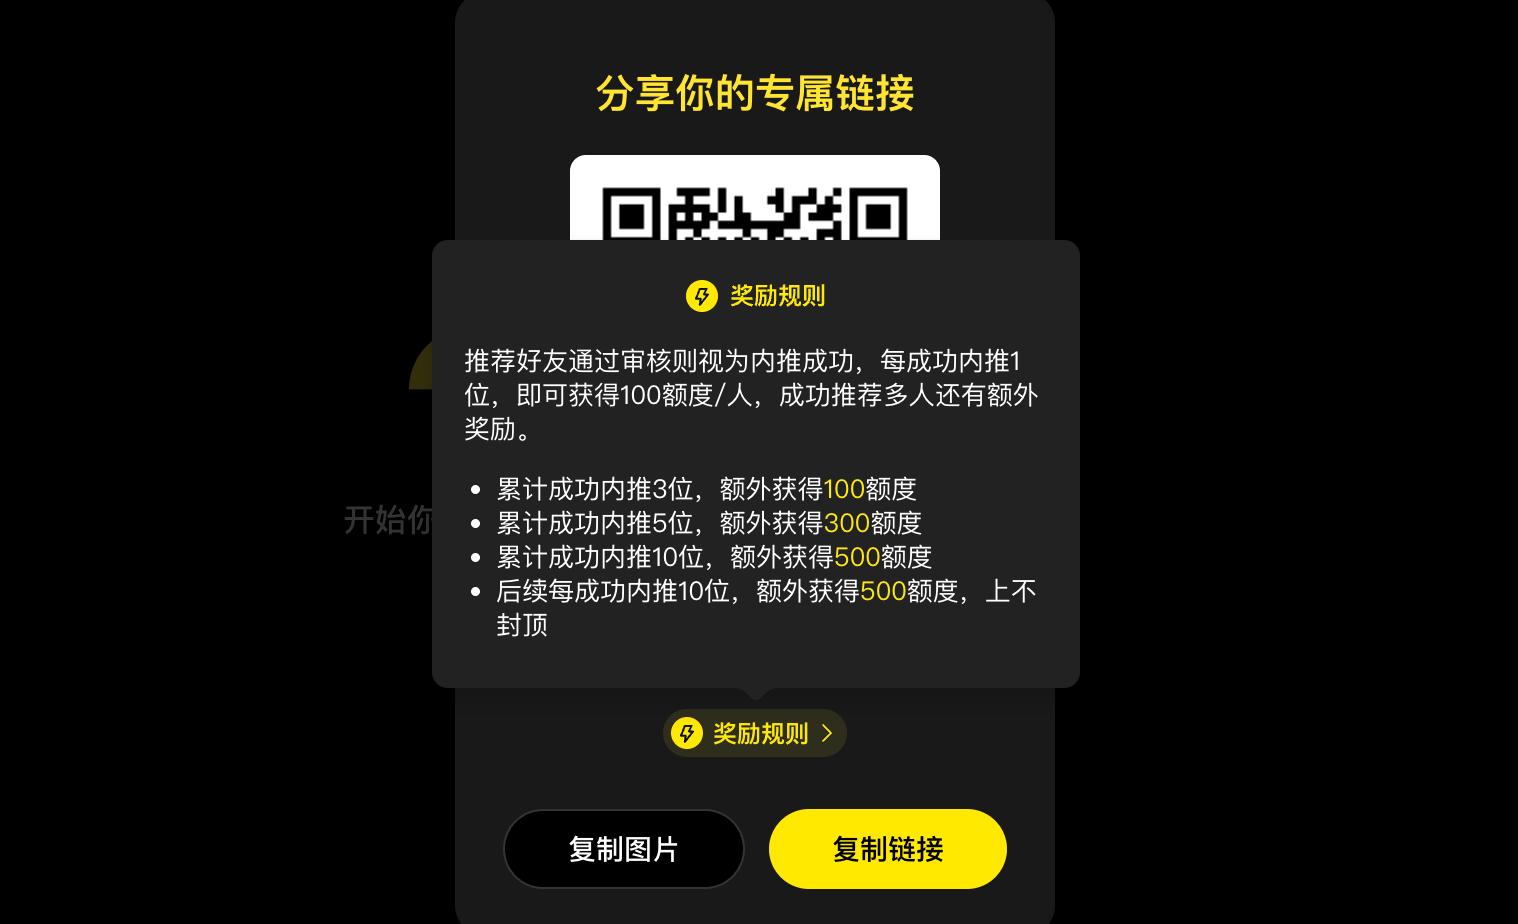 分享你的专属链接
奖励规则
推荐好友通过审核则视为内推成功，每成功内推1
位，即可获得100额度/人，成功推荐多人还有额外
奖励。
累计成功内推3位，额外获得100额度
累计成功内推5位，额外获得300额度
累计成功内推10位，额外获得500额度
后续每成功内推10位，额外获得500额度，上不
封顶
开始你
奖励规则
复制图片
复制链接